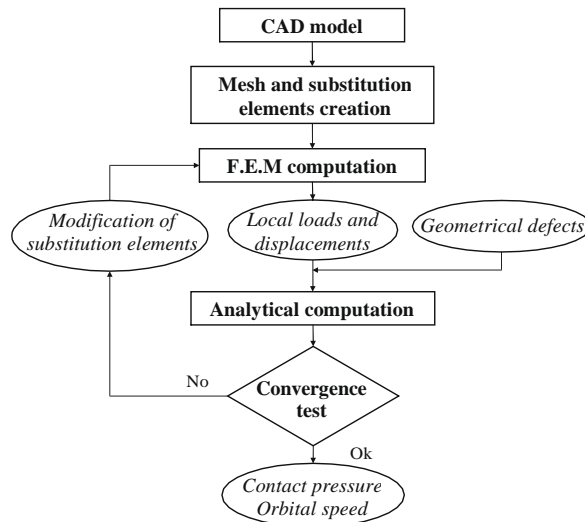 CAD model
Mesh and substitution
elements creation
F.E.M computation
Modification of
substitution elements
Local loads and
displacements
Geometrical defects
Analytical computation
No
Convergence
test
Ok
Contact pressure
Orbital speed